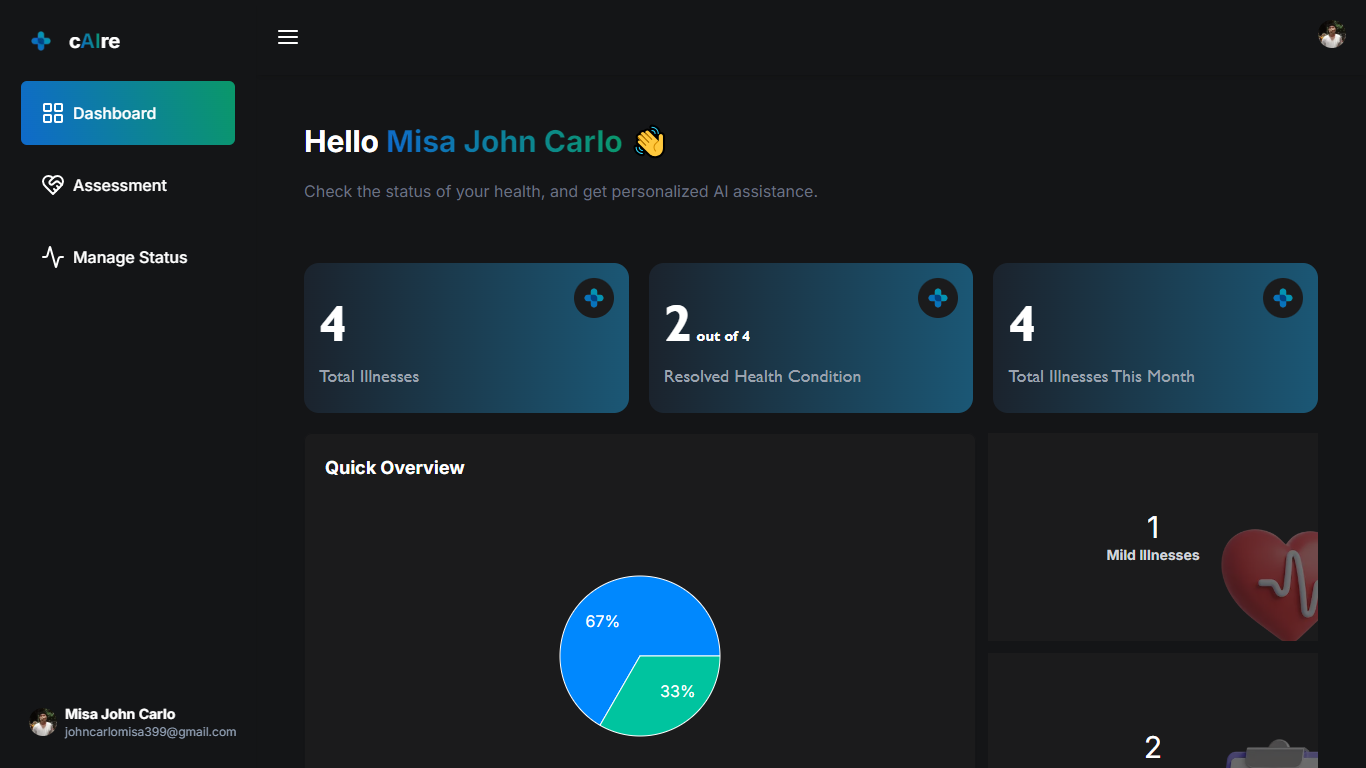 cAIre
Dashboard
Assessment
Manage Status
Misa John Carlo
johncarlomisa399@gmail.com
Hello Misa John Carlo 👋
Check the status of your health, and get personalized AI assistance.
4
Total Illnesses
2 out of 4
Resolved Health Condition
4
Total Illnesses This Month
Quick Overview
67%
33%
1
Mild Illnesses
2